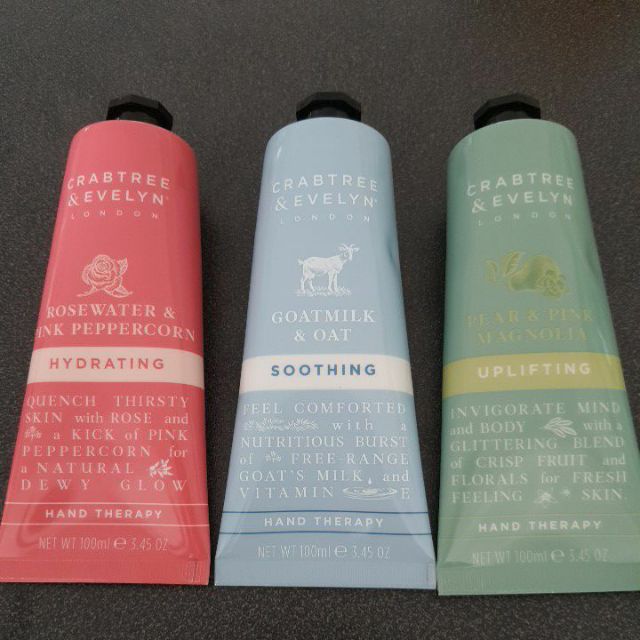 CRABTREE
& EVELYN®
LONDON
ROSEWATER &
PINK PEPPERCORN
HYDRATING
QUENCH THIRSTY
SKIN with ROSE and
a KICK of PINK
PEPPERCORN for
a NATURAL
DEWY GLOW
HAND THERAPY
NET WT 100ml ℮ 3.45 OZ
CRABTREE
& EVELYN®
LONDON
GOATMILK
& OAT
SOOTHING
FEEL COMFORTED
with a
NUTRITIOUS BURST
of FREE-RANGE
GOAT'S MILK and
VITAMIN E
HAND THERAPY
NET WT 100ml ℮ 3.45 OZ
CRABTREE
& EVELYN®
LONDON
PEAR & PINK
MAGNOLIA
UPLIFTING
INVIGORATE MIND
and BODY with a
GLITTERING BLEND
of CRISP FRUIT and
FLORALS for FRESH
FEELING SKIN
HAND THERAPY
NET WT 100ml ℮ 3.45 OZ